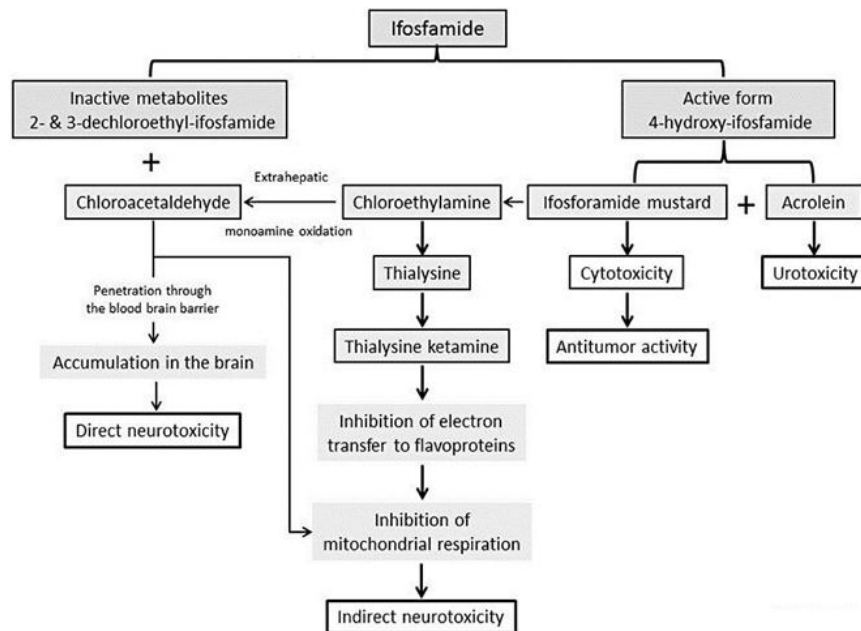 Ifosfamide
Inactive metabolites
2- & 3-dechloroethyl-ifosfamide
Active form
4-hydroxy-ifosfamide
+
Chloroacetaldehyde
Extrahepatic
monoamine oxidation
Chloroethylamine
Ifosforamide mustard
+
Acrolein
Thialysine
Cytotoxicity
Urotoxicity
Penetration through
the blood brain barrier
Thialysine ketamine
Antitumor activity
Accumulation in the brain
Direct neurotoxicity
Inhibition of electron
transfer to flavoproteins
Inhibition of
mitochondrial respiration
Indirect neurotoxicity